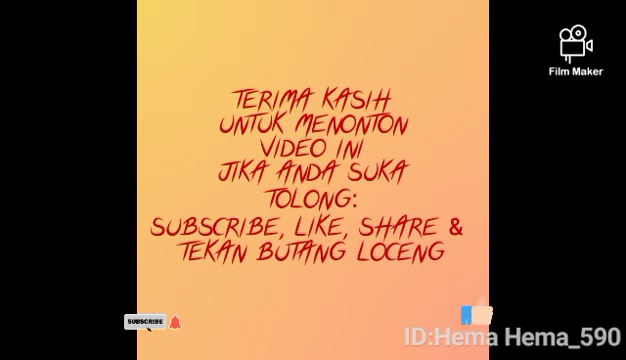 Film Maker
TERIMA KASIH
UNTUK MENONTON
VIDEO INI
JIKA ANDA SUKA
TOLONG:
SUBSCRIBE, LIKE, SHARE &
TEKAN BUTANG LOCENG
SUBSCRIBE
ID:Hema Hema_590